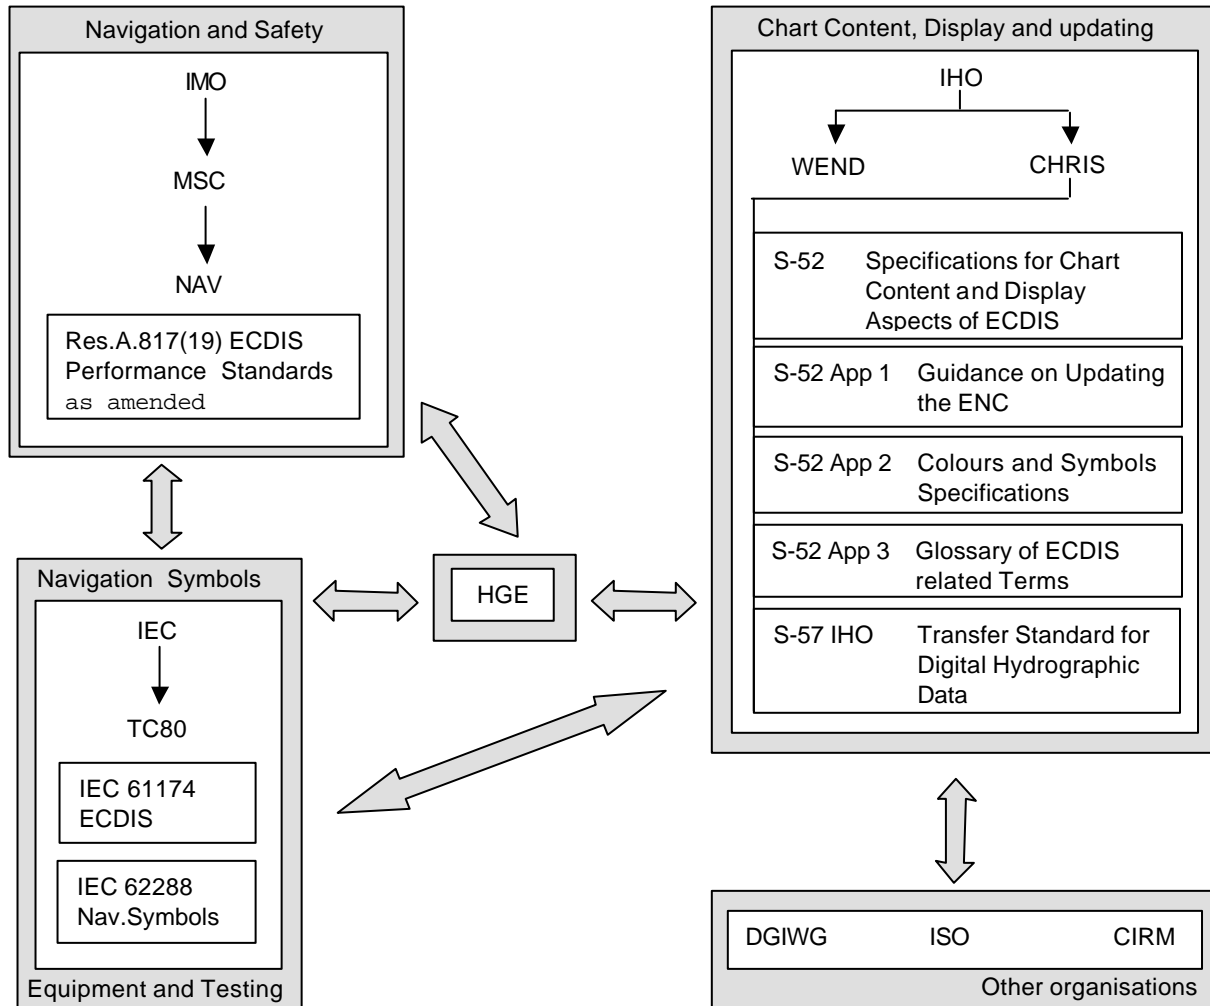 Navigation and Safety
IMO
MSC
NAV
Res.A.817(19) ECDIS
Performance Standards
as amended
Chart Content, Display and updating
IHO
WEND CHRIS
S-52 Specifications for Chart
Content and Display
Aspects of ECDIS
S-52 App 1 Guidance on Updating
the ENC
S-52 App 2 Colours and Symbols
Specifications
S-52 App 3 Glossary of ECDIS
related Terms
S-57 IHO Transfer Standard for
Digital Hydrographic
Data
HGE
Navigation Symbols
IEC
TC80
IEC 61174
ECDIS
IEC 62288
Nav.Symbols
Equipment and Testing
DGIWG ISO CIRM
Other organisations